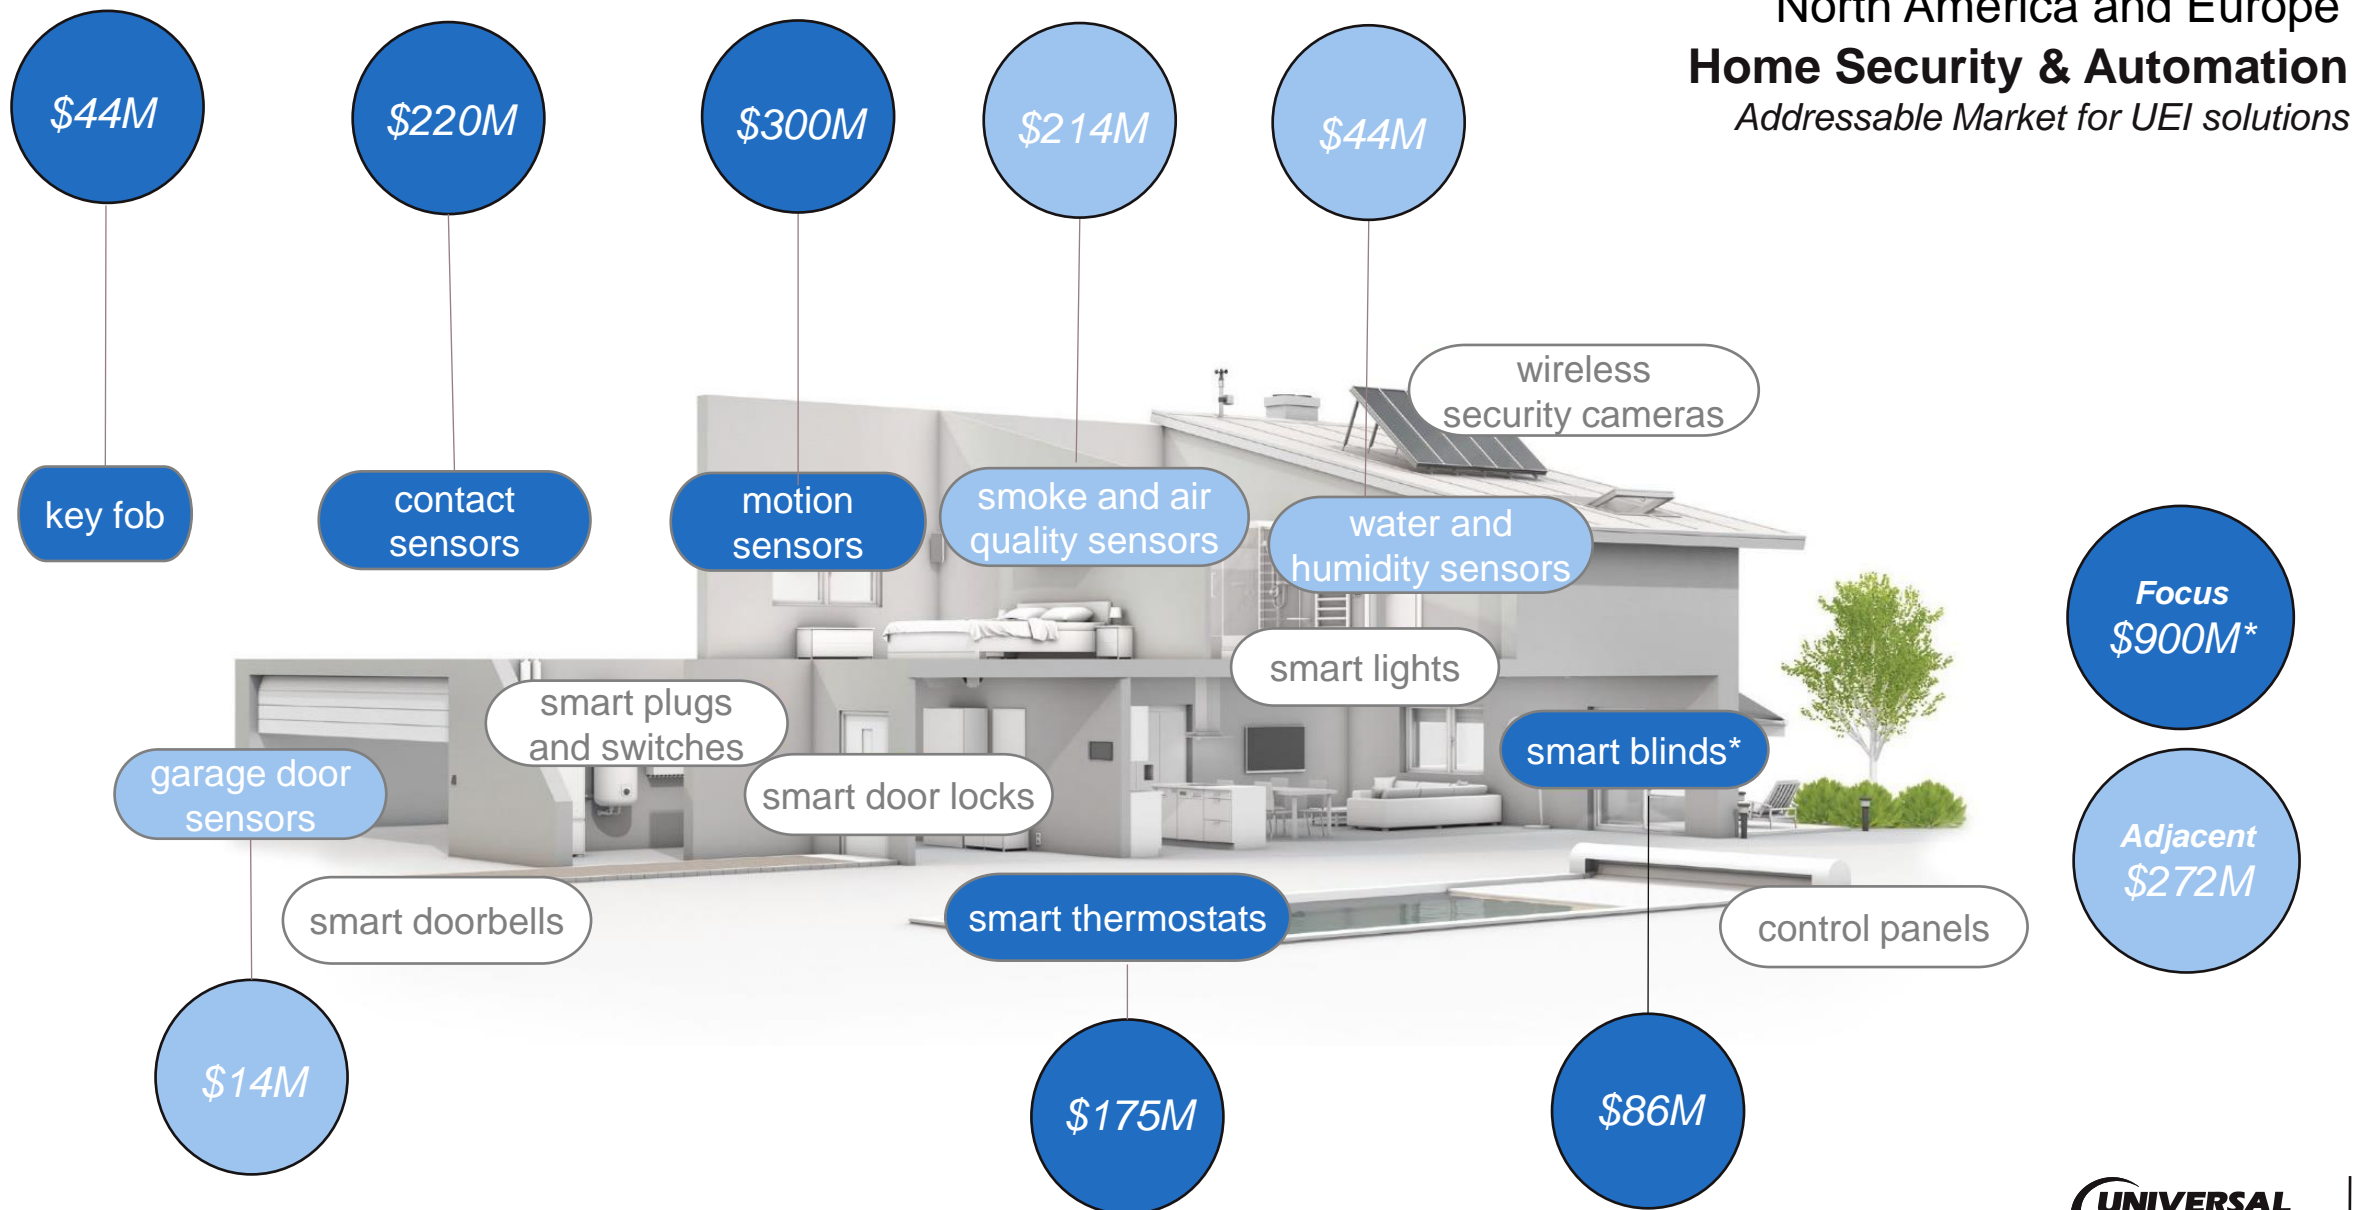 North America and Europe
Home Security & Automation
Addressable Market for UEI solutions
$44M
$220M
$300M
$214M
$44M
wireless
security cameras
key fob
contact
sensors
motion
sensors
smoke and air
quality sensors
water and
humidity sensors
Focus
$900M*
smart lights
smart plugs
and switches
smart blinds*
garage door
sensors
smart door locks
Adjacent
$272M
smart doorbells
smart thermostats
control panels
$14M
$175M
$86M
UNIVERSAL